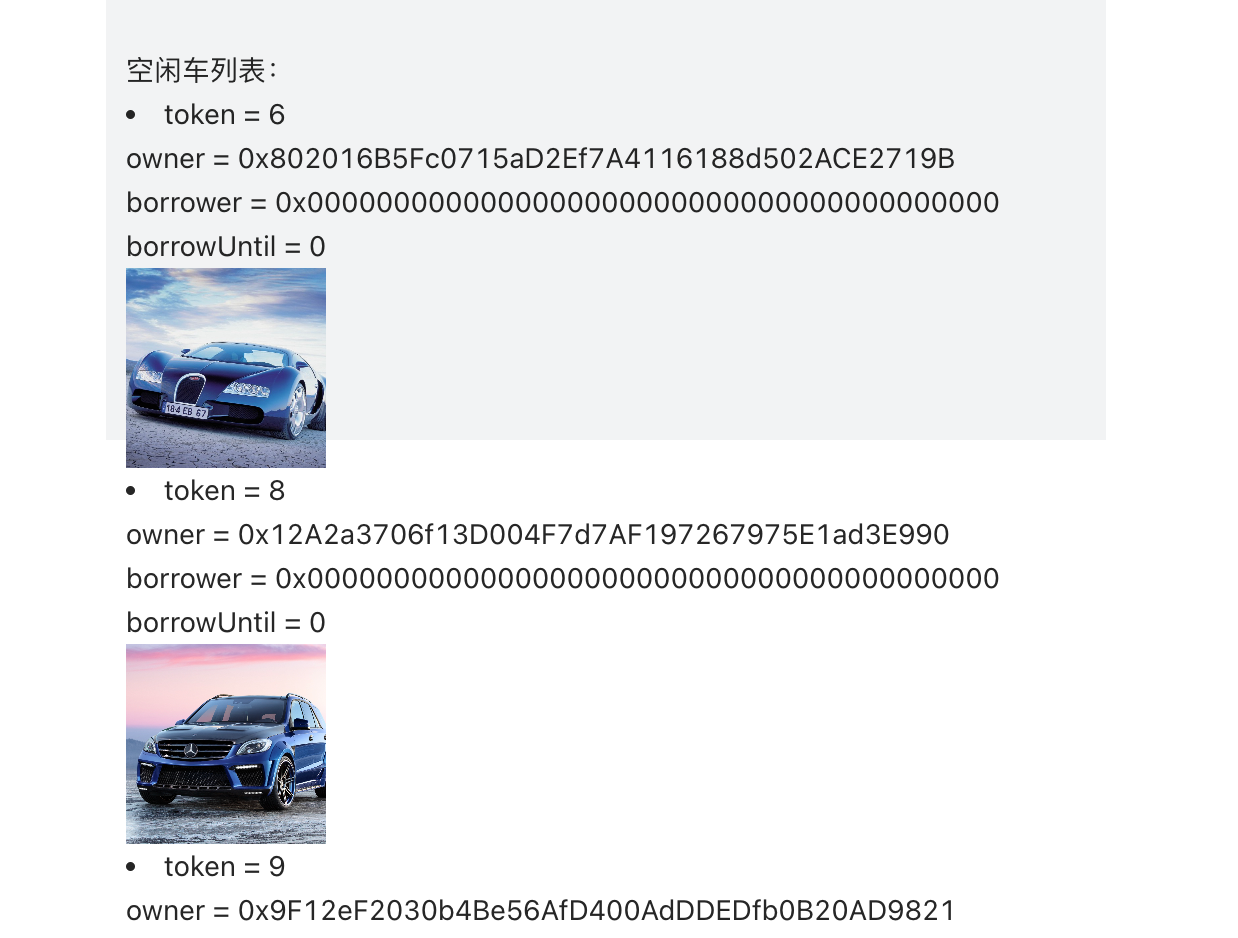 空闲车列表：
• token = 6
owner = 0x802016B5Fc0715aD2Ef7A4116188d502ACE2719B
borrower = 0x0000000000000000000000000000000000000000
borrowUntil = 0
184 EB 67
• token = 8
owner = 0x12A2a3706f13D004F7d7AF197267975E1ad3E990
borrower = 0x0000000000000000000000000000000000000000
borrowUntil = 0
• token = 9
owner = 0x9F12eF2030b4Be56AfD400AdDDEDfb0B20AD9821